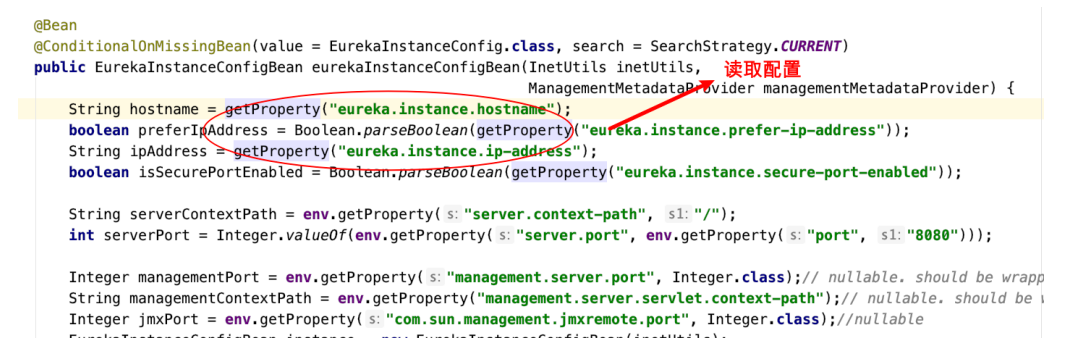 @Bean
@ConditionalOnMissingBean(value = EurekaInstanceConfig.class, search = SearchStrategy.CURRENT)
public EurekaInstanceConfigBean eurekaInstanceConfigBean(InetUtils inetUtils,
读取配置
ManagementMetadataProvider managementMetadataProvider) {
String hostname = getProperty("eureka.instance.hostname");
boolean preferIpAddress = Boolean.parseBoolean(getProperty("eureka.instance.prefer-ip-address"));
String ipAddress = getProperty("eureka.instance.ip-address");
boolean isSecurePortEnabled = Boolean.parseBoolean(getProperty("eureka.instance.secure-port-enabled"));
String serverContextPath = env.getProperty( s: "server.context-path", s1: "/");
int serverPort = Integer.valueOf(env.getProperty( s: "server.port", env.getProperty( s: "port", s1: "8080")));
Integer managementPort = env.getProperty( s: "management.server.port", Integer.class);// nullable. should be wrapp
String managementContextPath = env.getProperty("management.server.servlet.context-path");// nullable. should be
Integer jmxPort = env.getProperty( s: "com.sun.management.jmxremote.port", Integer.class);//nullable
EurekaInstanceConfigBean instance = new EurekaInstanceConfigBean(inetUtils);